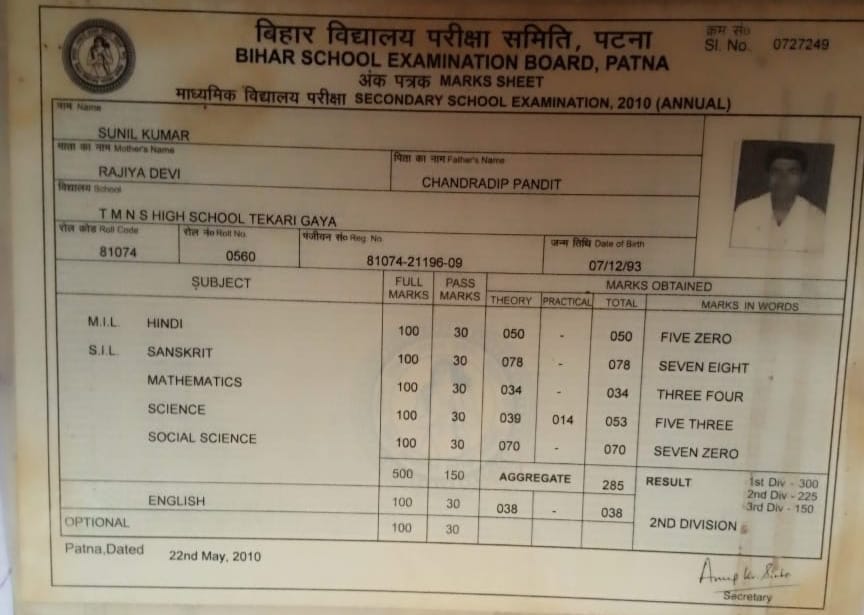 बिहार विद्यालय परीक्षा समिति, पटना
क्रम सं०
BIHAR SCHOOL EXAMINATION BOARD, PATNA
Sl. No. 0727249
अंक पत्रक MARKS SHEET
माध्यमिक विद्यालय परीक्षा SECONDARY SCHOOL EXAMINATION, 2010 (ANNUAL)
नाम Name
SUNIL KUMAR
माता का नाम Mother's Name
पिता का नाम Father's Name
RAJIYA DEVI
CHANDRADIP PANDIT
विद्यालय School
T M N S HIGH SCHOOL TEKARI GAYA
रोल कोड Roll Code रोल नं० Roll No. पंजीयन सं० Reg. No. जन्म तिथि Date of Birth
81074 0560 81074-21196-09 07/12/93
SUBJECT FULL MARKS PASS MARKS MARKS OBTAINED
THEORY PRACTICAL TOTAL MARKS IN WORDS
M.I.L. HINDI 100 30 050 - 050 FIVE ZERO
S.I.L. SANSKRIT 100 30 078 - 078 SEVEN EIGHT
MATHEMATICS 100 30 034 - 034 THREE FOUR
SCIENCE 100 30 039 014 053 FIVE THREE
SOCIAL SCIENCE 100 30 070 - 070 SEVEN ZERO
500 150 AGGREGATE 285 RESULT 1st Div - 300
2nd Div - 225
3rd Div - 150
ENGLISH 100 30 038 - 038
OPTIONAL 100 30 2ND DIVISION
Patna,Dated 22nd May, 2010
Secretary